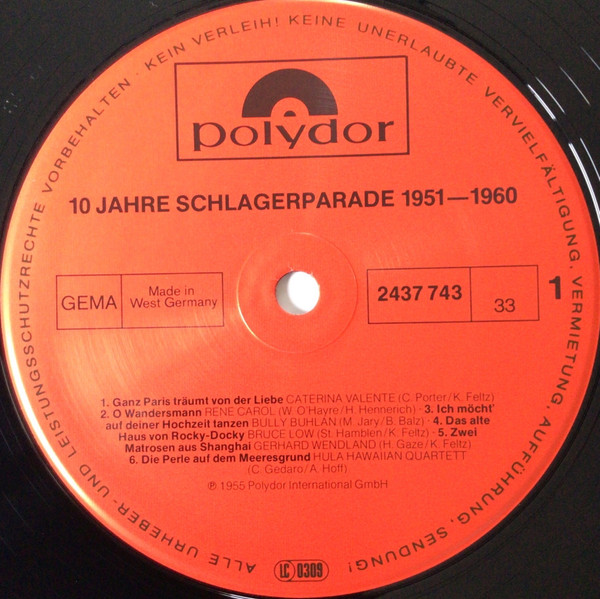 ALLE URHEBER- UND LEISTUNGSSCHUTZRECHTE VORBEHALTEN · KEIN VERLEIH! KEINE UNERLAUBTE VERVIELFÄLTIGUNG, VERMIETUNG, AUFFÜHRUNG, SENDUNG!
polydor
10 JAHRE SCHLAGERPARADE 1951—1960
GEMA
Made in
West Germany
2437 743
33
1
1. Ganz Paris träumt von der Liebe CATERINA VALENTE (C. Porter/K. Feltz)
2. O Wandersmann RENE CAROL (W. O'Hayre/H. Hennerich) · 3. Ich möcht'
auf deiner Hochzeit tanzen BULLY BUHLAN (M. Jary/B. Balz) · 4. Das alte
Haus von Rocky-Docky BRUCE LOW (St. Hamblen/K. Feltz) · 5. Zwei
Matrosen aus Shanghai GERHARD WENDLAND (H. Gaze/K. Feltz)
6. Die Perle auf dem Meeresgrund HULA HAWAIIAN QUARTETT
(C. Gedaro/A. Hoff)
℗ 1955 Polydor International GmbH
LC 0309